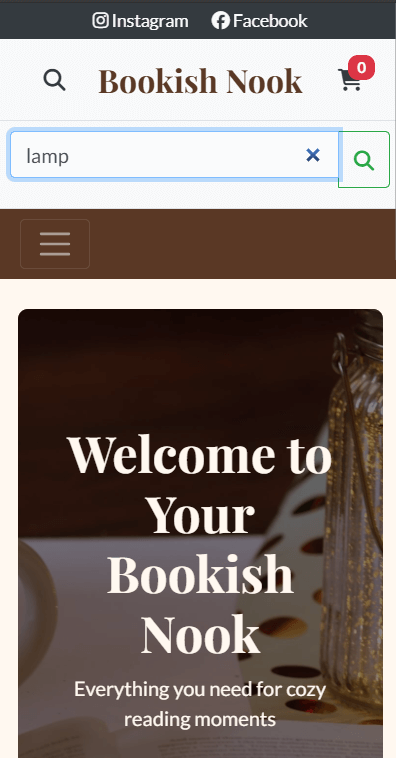 Instagram Facebook
Bookish Nook 0
lamp
Welcome to
Your
Bookish
Nook
Everything you need for cozy
reading moments